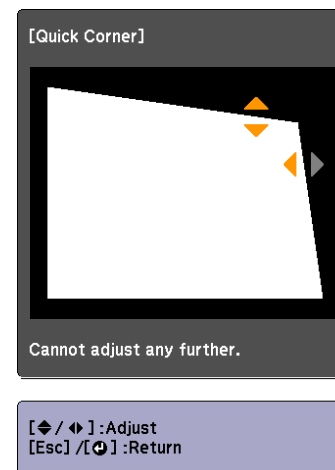 [Quick Corner]
Cannot adjust any further.
[◆/◆] :Adjust
[Esc] /[⏎] :Return